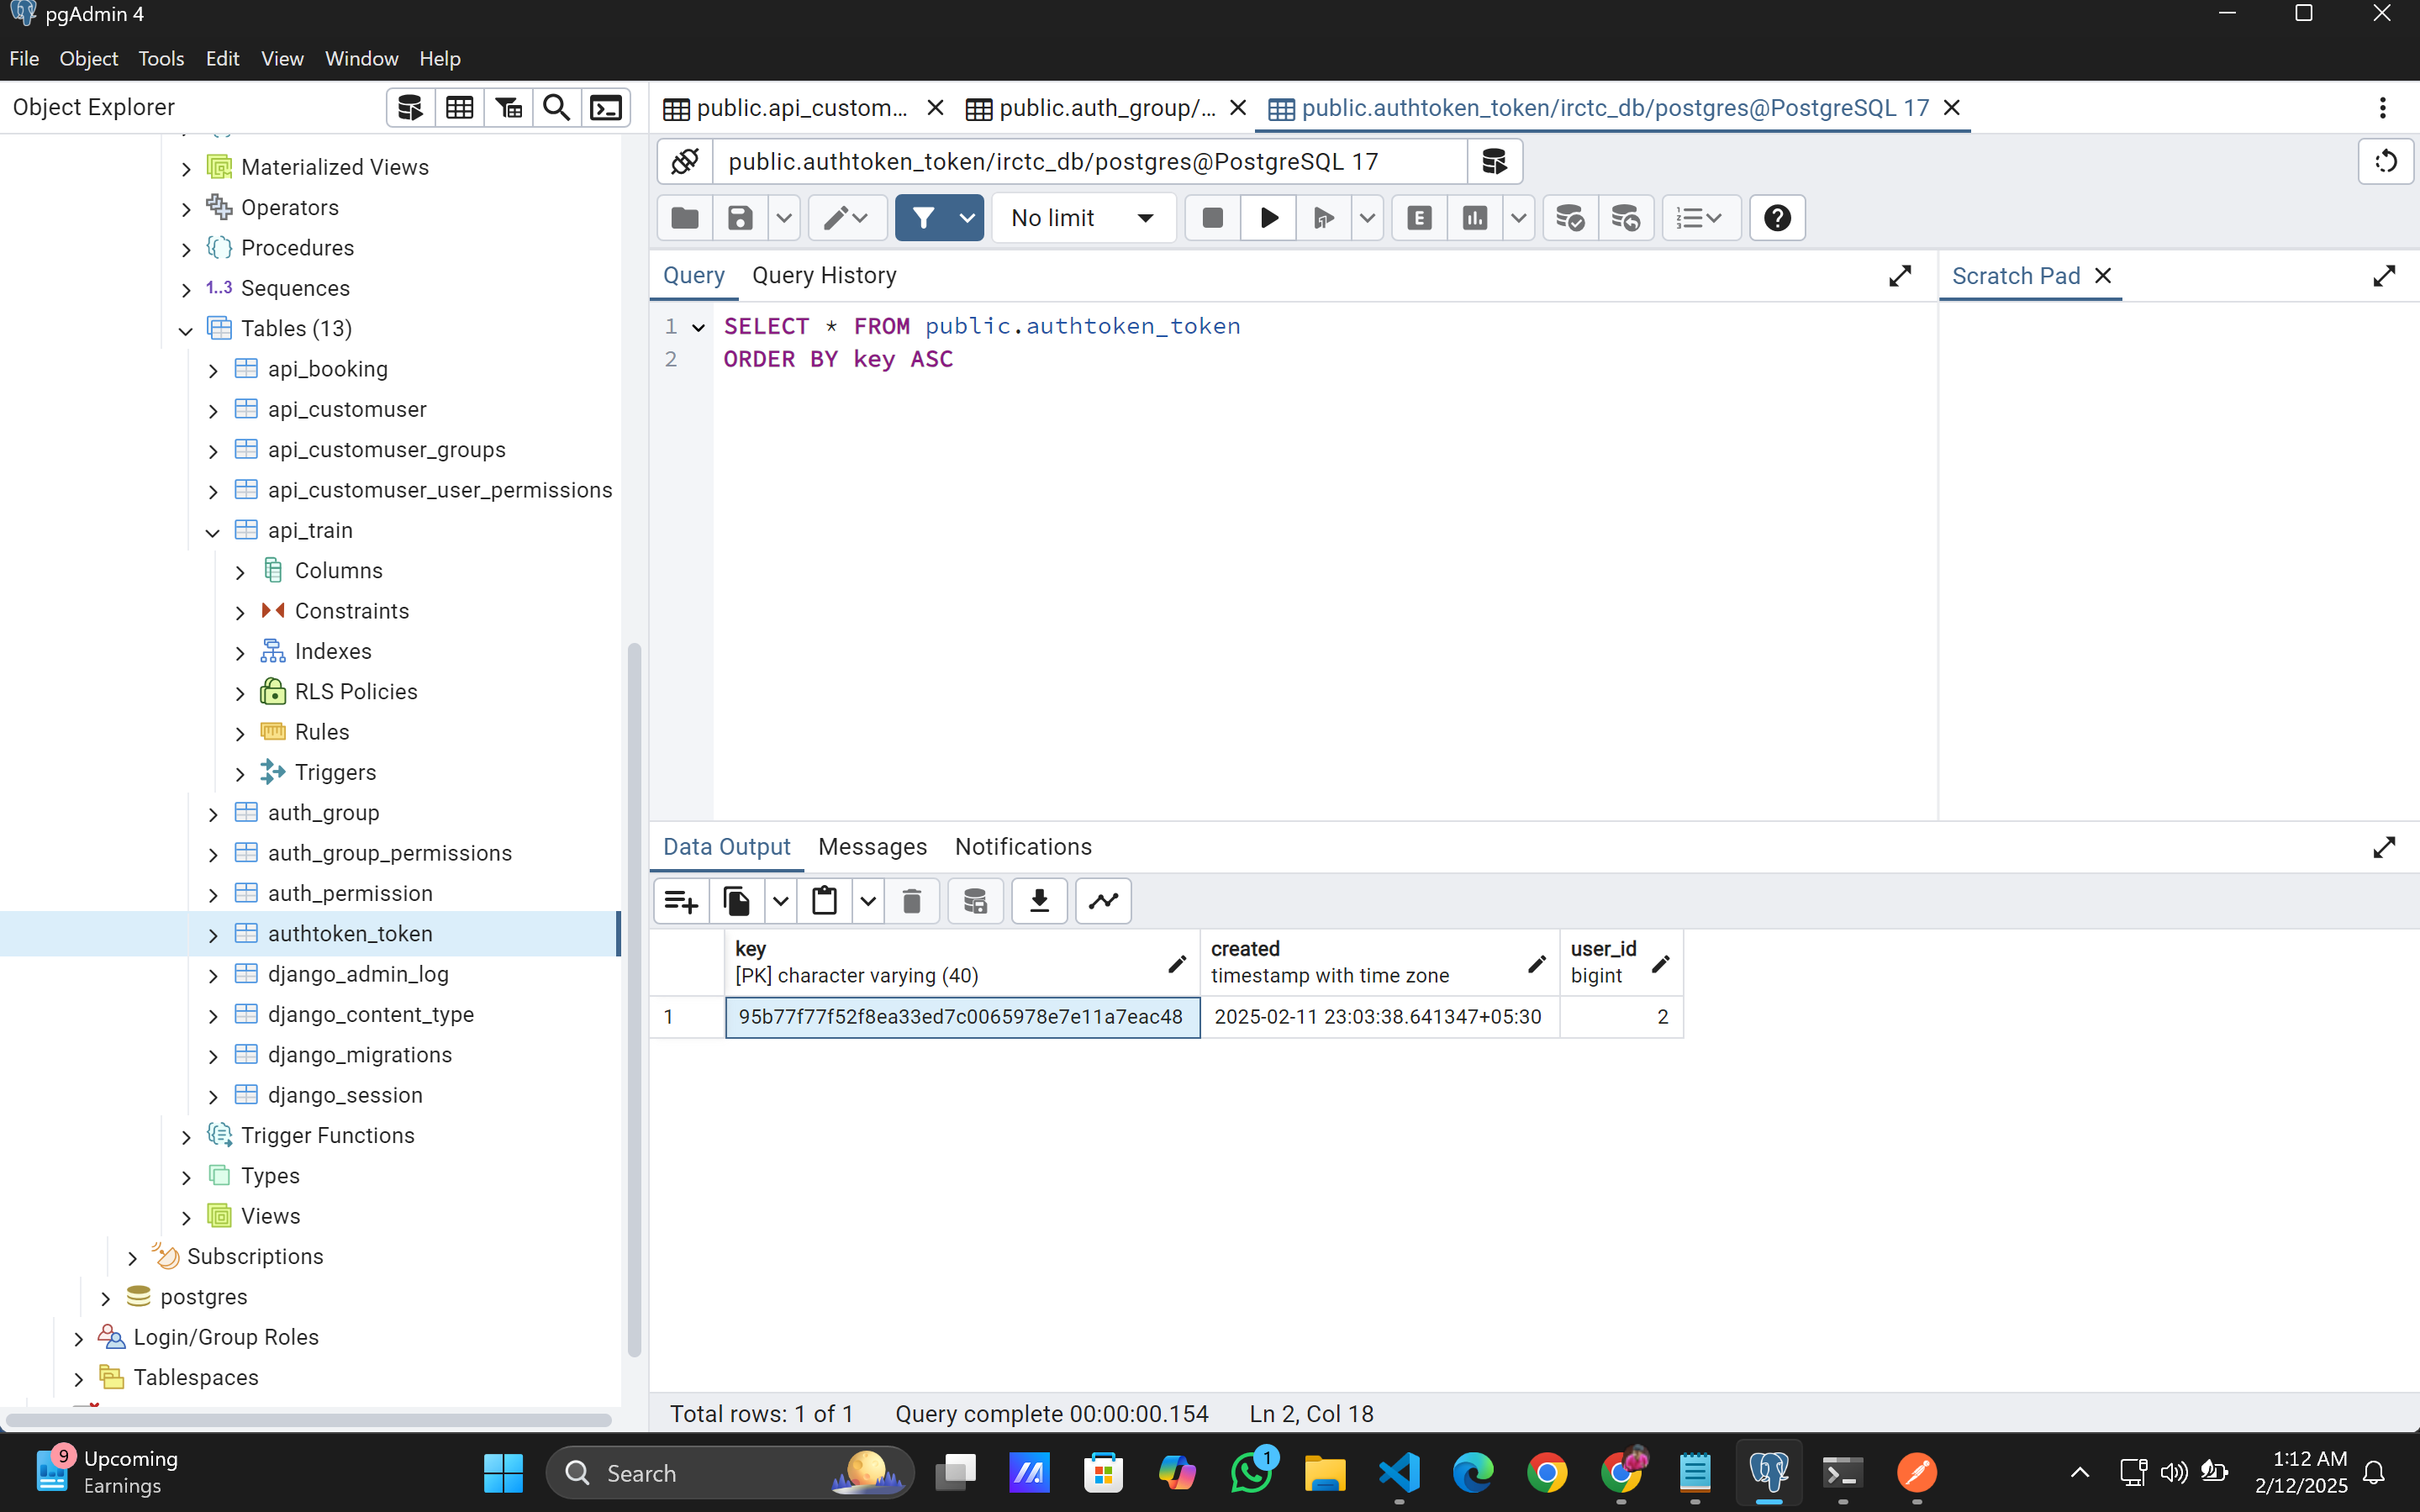 pgAdmin 4
File Object Tools Edit View Window Help
Object Explorer
public.api_custom...
public.auth_group/...
public.authtoken_token/irctc_db/postgres@PostgreSQL 17
public.authtoken_token/irctc_db/postgres@PostgreSQL 17
No limit
E
Query Query History
Scratch Pad
1 SELECT * FROM public.authtoken_token
2 ORDER BY key ASC
Materialized Views
Operators
Procedures
1..3 Sequences
Tables (13)
api_booking
api_customuser
api_customuser_groups
api_customuser_user_permissions
api_train
Columns
Constraints
Indexes
RLS Policies
Rules
Triggers
auth_group
auth_group_permissions
auth_permission
authtoken_token
django_admin_log
django_content_type
django_migrations
django_session
Trigger Functions
Types
Views
Subscriptions
postgres
Login/Group Roles
Tablespaces
Data Output Messages Notifications
key created user_id
[PK] character varying (40) timestamp with time zone bigint
1 95b77f77f52f8ea33ed7c0065978e7e11a7eac48 2025-02-11 23:03:38.641347+05:30 2
Total rows: 1 of 1 Query complete 00:00:00.154 Ln 2, Col 18
9 Upcoming
Earnings
Search
1
1:12 AM
2/12/2025